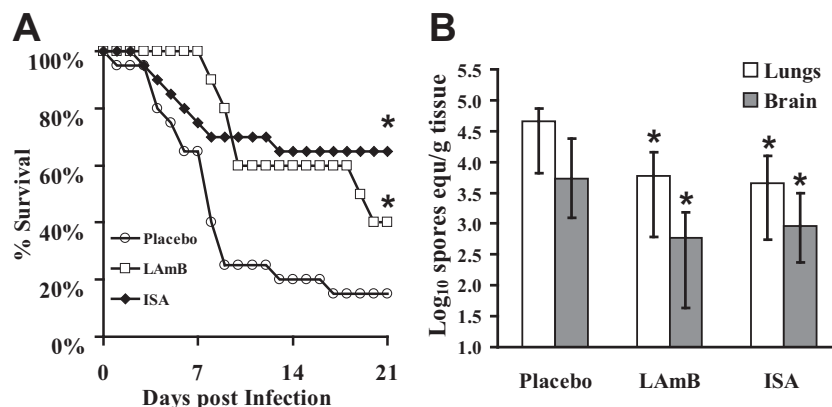 A
100%
80%
60%
40%
20%
0%
% Survival
Placebo
LAmB
ISA
*
*
0
7
14
21
Days post Infection
B
5.5
5.0
4.5
4.0
3.5
3.0
2.5
2.0
1.5
1.0
Log₁₀ spores equ/g tissue
Lungs
Brain
*
*
*
*
Placebo LAmB ISA